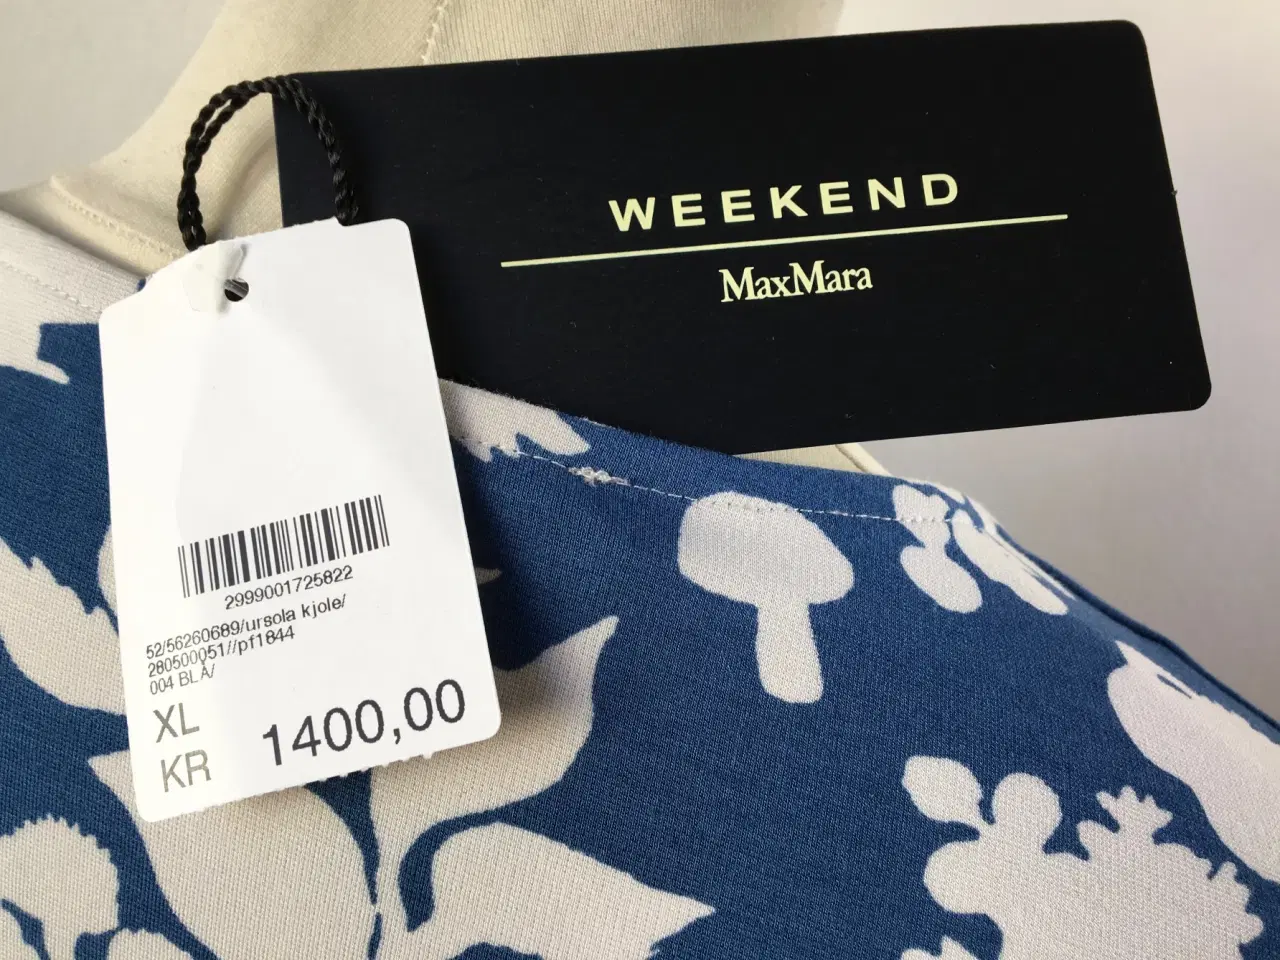 WEEKEND
MaxMara
2999001725822
52/56260689/ursola kjole/
280500051//pf1844
004 BLÅ/
XL
KR 1400,00